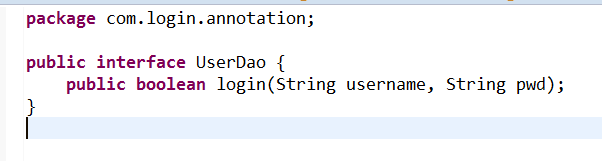 package com.login.annotation;
public interface UserDao {
public boolean login(String username, String pwd);
}